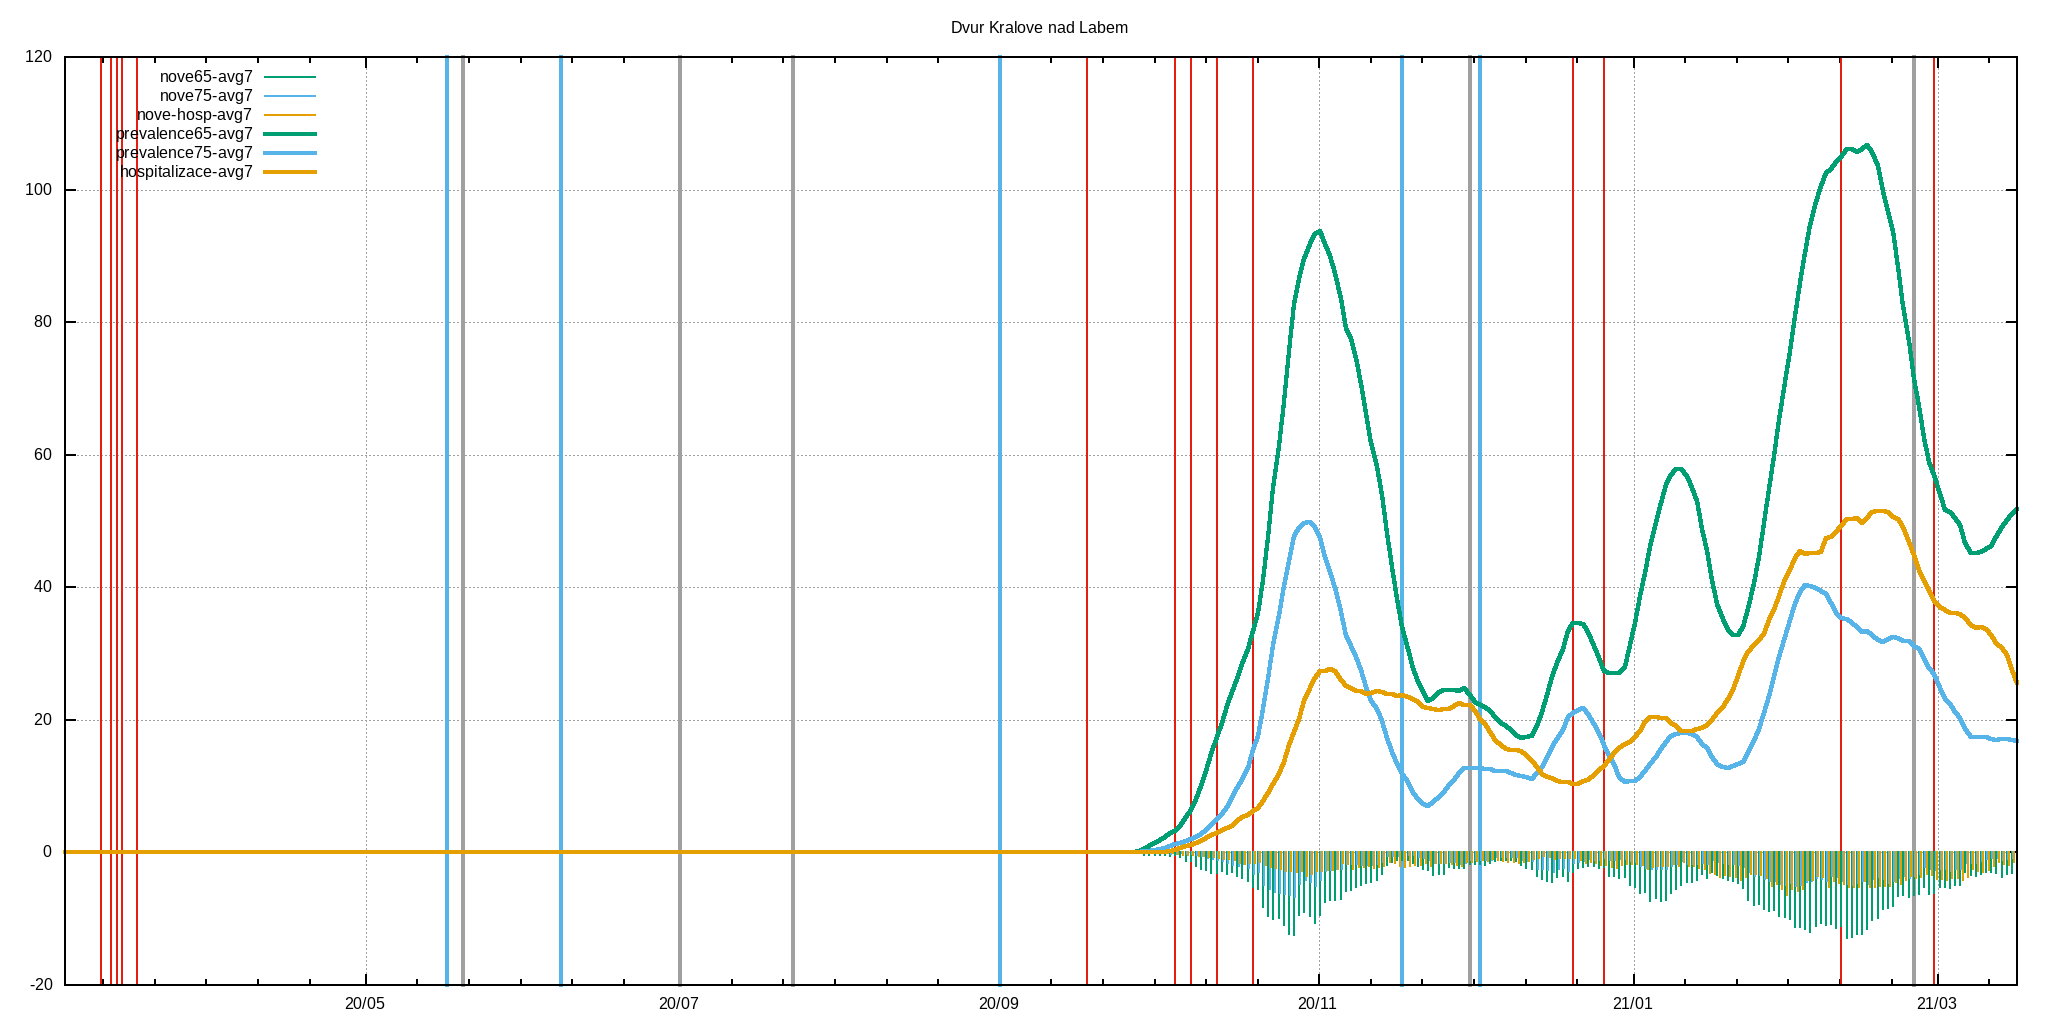 Dvur Kralove nad Labem
120
100
80
60
40
20
0
-20
nove65-avg7
nove75-avg7
nove-hosp-avg7
prevalence65-avg7
prevalence75-avg7
hospitalizace-avg7
20/05 20/07 20/09 20/11 21/01 21/03